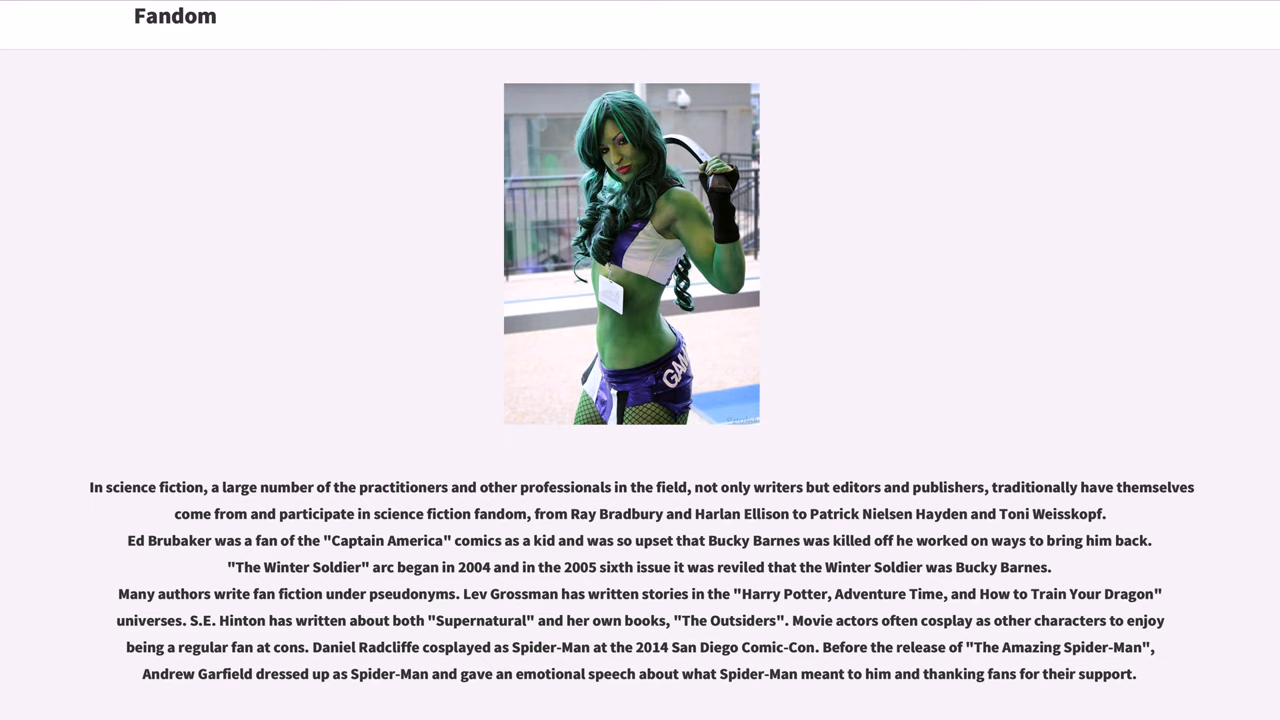 Fandom
GAM
In science fiction, a large number of the practitioners and other professionals in the field, not only writers but editors and publishers, traditionally have themselves
come from and participate in science fiction fandom, from Ray Bradbury and Harlan Ellison to Patrick Nielsen Hayden and Toni Weisskopf.
Ed Brubaker was a fan of the "Captain America" comics as a kid and was so upset that Bucky Barnes was killed off he worked on ways to bring him back.
"The Winter Soldier" arc began in 2004 and in the 2005 sixth issue it was reviled that the Winter Soldier was Bucky Barnes.
Many authors write fan fiction under pseudonyms. Lev Grossman has written stories in the "Harry Potter, Adventure Time, and How to Train Your Dragon"
universes. S.E. Hinton has written about both "Supernatural" and her own books, "The Outsiders". Movie actors often cosplay as other characters to enjoy
being a regular fan at cons. Daniel Radcliffe cosplayed as Spider-Man at the 2014 San Diego Comic-Con. Before the release of "The Amazing Spider-Man",
Andrew Garfield dressed up as Spider-Man and gave an emotional speech about what Spider-Man meant to him and thanking fans for their support.